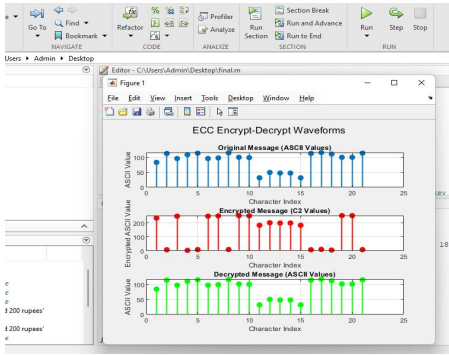 Go To
Find
Bookmark
NAVIGATE
Refactor
CODE
Profiler
Analyze
ANALYZE
Run
Section
Section Break
Run and Advance
Run to End
SECTION
Run
Step
Stop
RUN
Users ▸ Admin ▸ Desktop
Editor - C:\Users\Admin\Desktop\final.m
Figure 1
File Edit View Insert Tools Desktop Window Help
ECC Encrypt-Decrypt Waveforms
Original Message (ASCII Values)
ASCII Value
100
50
0
0 5 10 15 20 25
Character Index
Encrypted Message (C2 Values)
Encrypted ASCII Value
200
100
0
0 5 10 15 20 25
Character Index
Decrypted Message (ASCII Values)
ASCII Value
100
50
0
0 5 10 15 20 25
Character Index
200 rupees'
200 rupees'
key
18